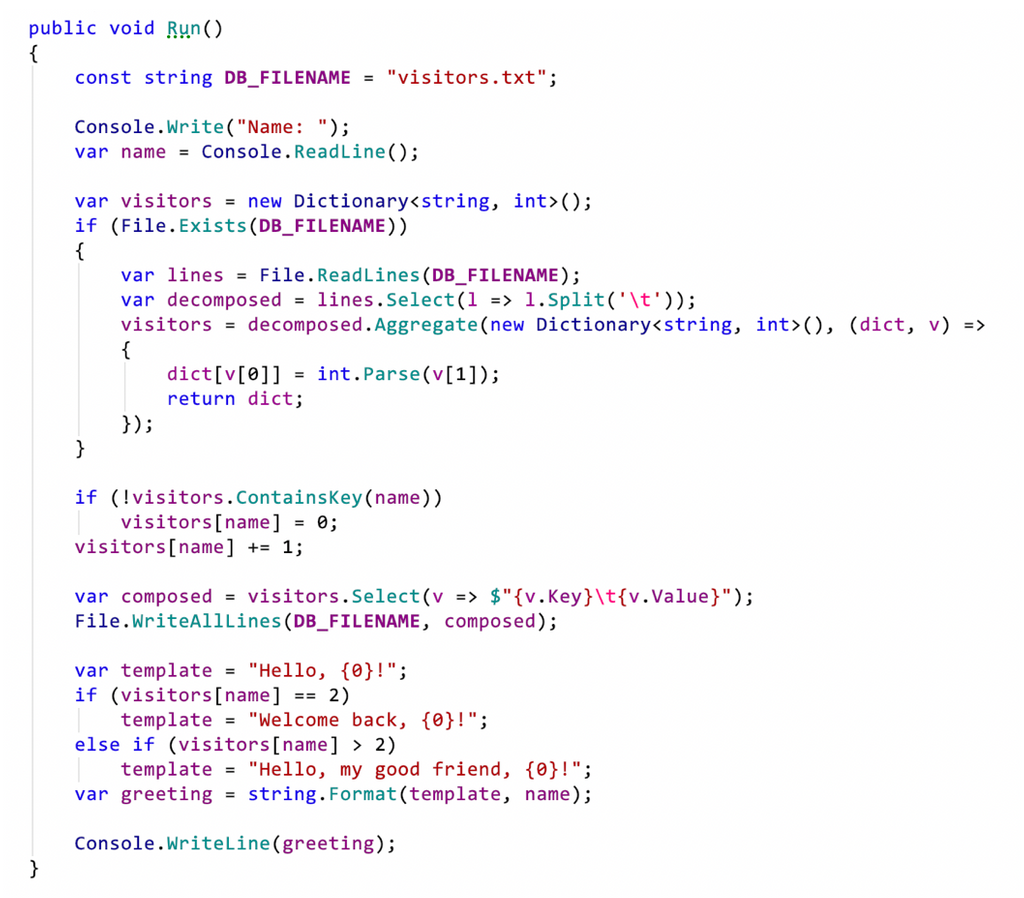 public void Run()
{
    const string DB_FILENAME = "visitors.txt";

    Console.Write("Name: ");
    var name = Console.ReadLine();

    var visitors = new Dictionary<string, int>();
    if (File.Exists(DB_FILENAME))
    {
        var lines = File.ReadLines(DB_FILENAME);
        var decomposed = lines.Select(l => l.Split('\t'));
        visitors = decomposed.Aggregate(new Dictionary<string, int>(), (dict, v) =>
        {
            dict[v[0]] = int.Parse(v[1]);
            return dict;
        });
    }

    if (!visitors.ContainsKey(name))
        visitors[name] = 0;
    visitors[name] += 1;

    var composed = visitors.Select(v => $"{v.Key}\t{v.Value}");
    File.WriteAllLines(DB_FILENAME, composed);

    var template = "Hello, {0}!";
    if (visitors[name] == 2)
        template = "Welcome back, {0}!";
    else if (visitors[name] > 2)
        template = "Hello, my good friend, {0}!";
    var greeting = string.Format(template, name);

    Console.WriteLine(greeting);
}